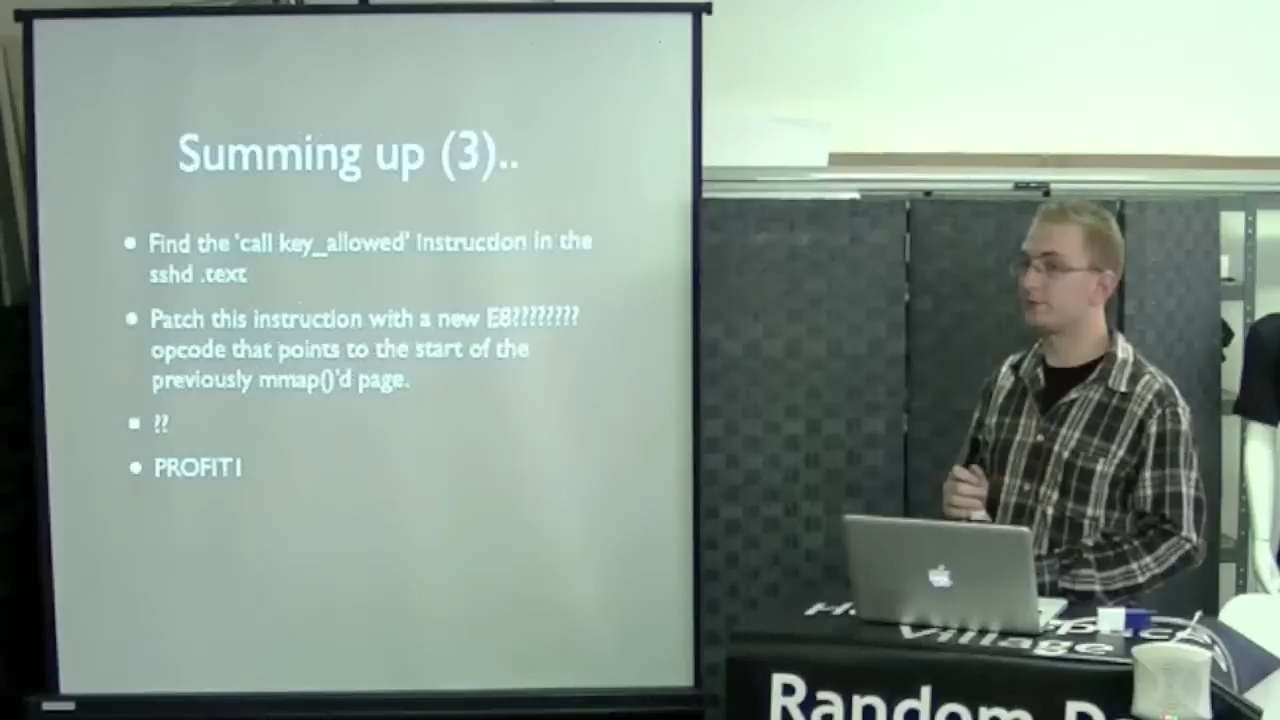 Summing up (3)..
Find the 'call key_allowed' instruction in the
sshd .text
Patch this instruction with a new E8????????
opcode that points to the start of the
previously mmap()'d page.
??
PROFIT!
Village
Random